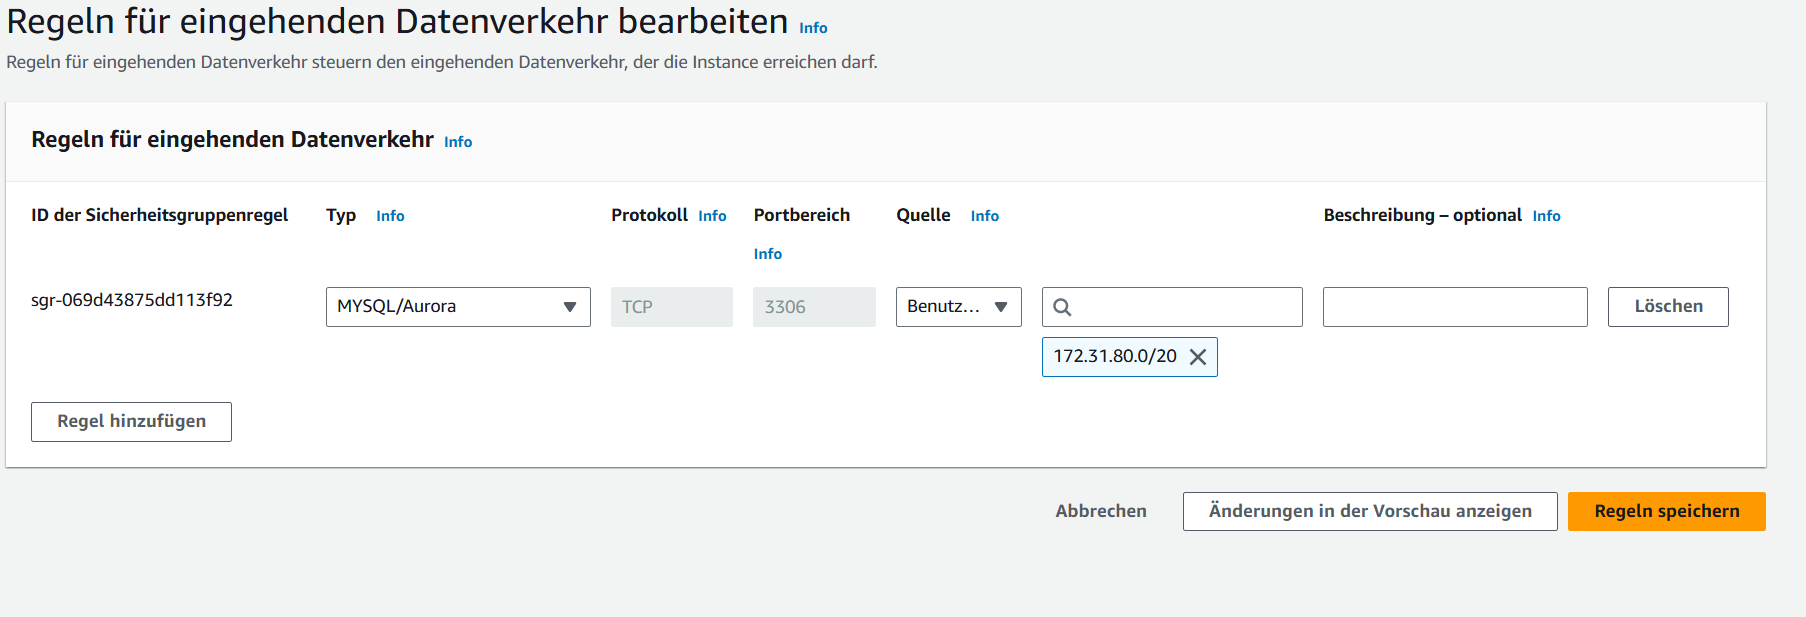 Regeln für eingehenden Datenverkehr bearbeiten Info
Regeln für eingehenden Datenverkehr steuern den eingehenden Datenverkehr, der die Instance erreichen darf.
Regeln für eingehenden Datenverkehr Info
ID der Sicherheitsgruppenregel Typ Info Protokoll Info Portbereich Quelle Info Beschreibung – optional Info
Info
sgr-069d43875dd113f92 MYSQL/Aurora TCP 3306 Benutz... Löschen
172.31.80.0/20
Regel hinzufügen
Abbrechen Änderungen in der Vorschau anzeigen Regeln speichern